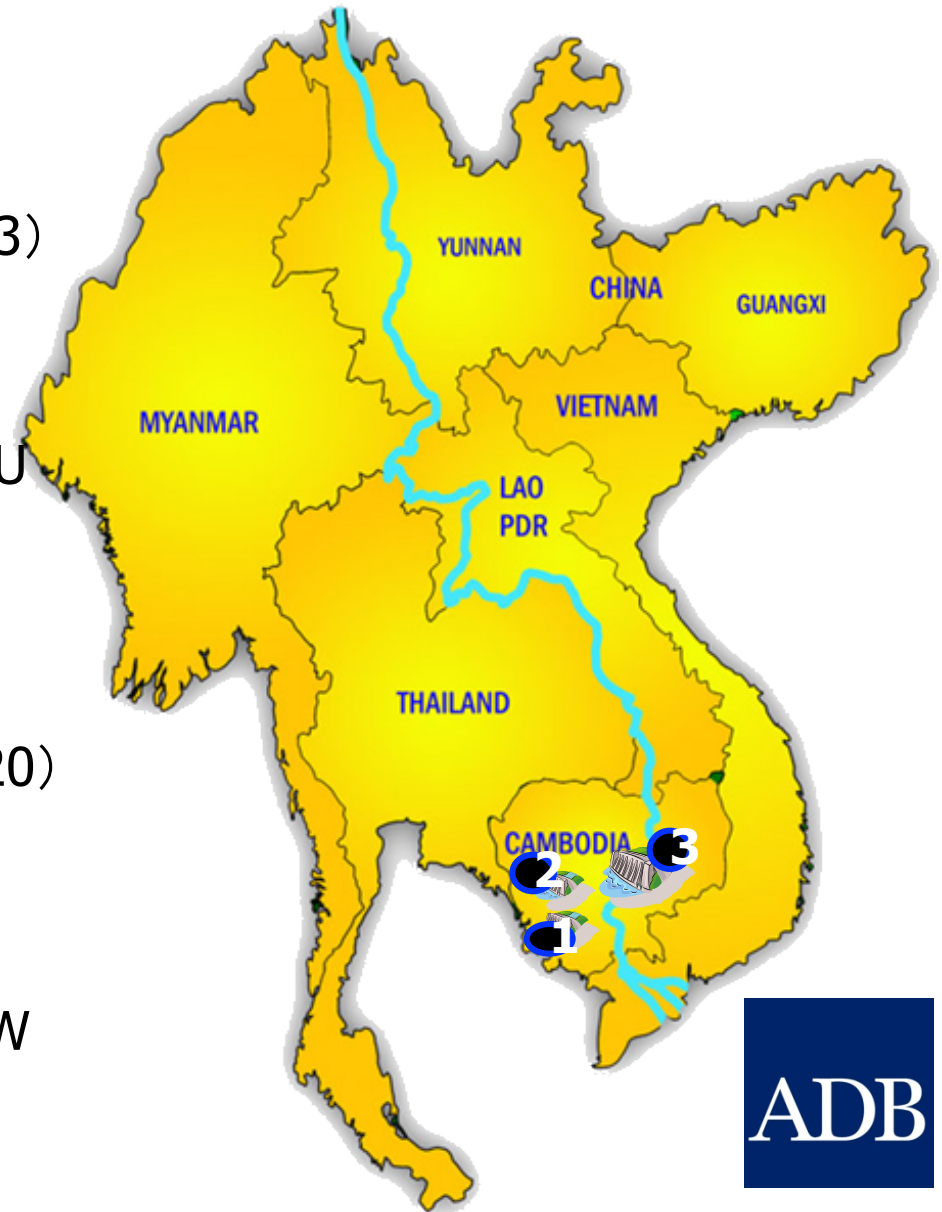 3）
YUNNAN
CHINA
GUANGXI
VIETNAM
MYANMAR
U
LAO
PDR
THAILAND
20）
CAMBODIA
3
2
1
W
ADB